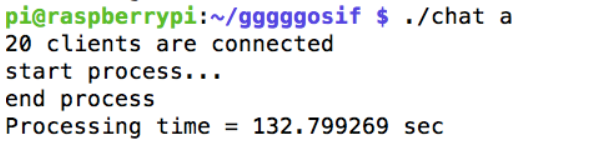 pi@raspberrypi:~/gggggosif $ ./chat a
20 clients are connected
start process...
end process
Processing time = 132.799269 sec